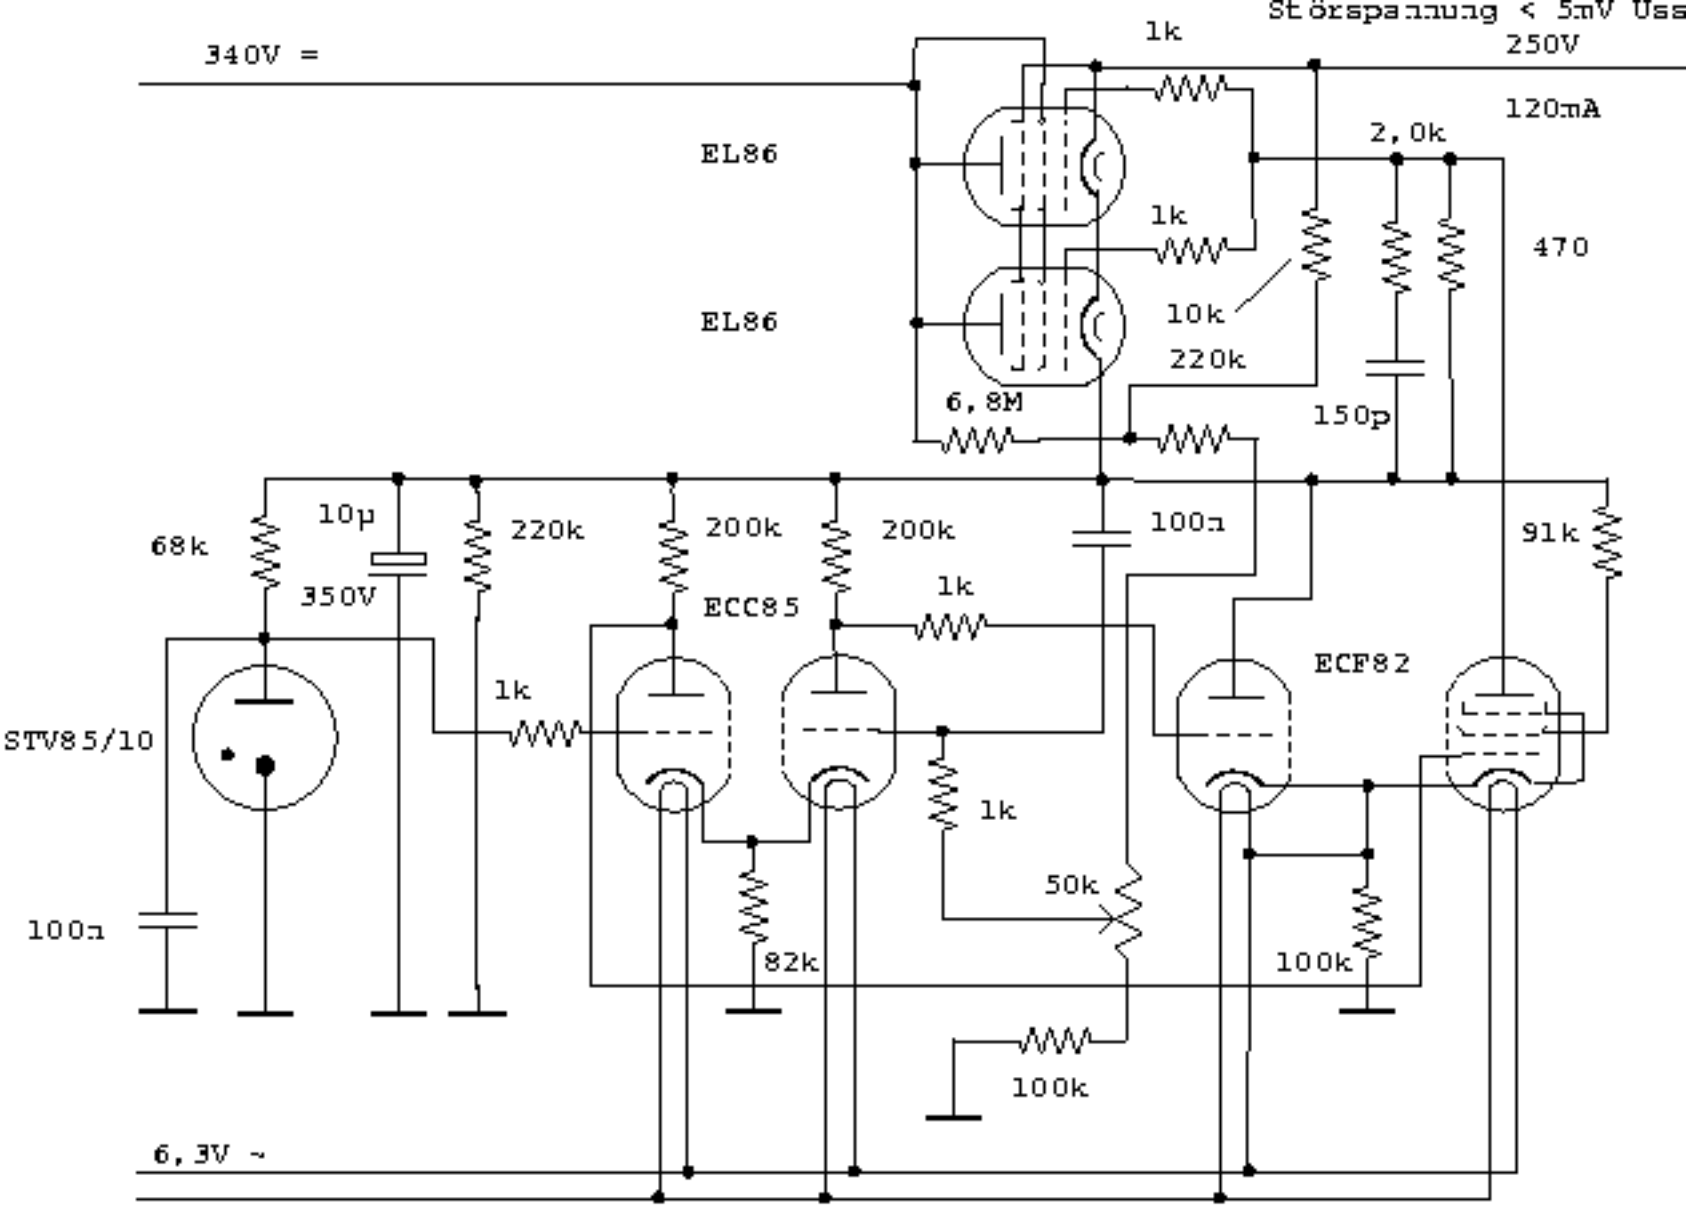 Störspannung < 5mV Uss
340V =
1k
250V
120mA
2,0k
EL86
1k
470
10k
EL86
220k
6,8M
150p
10µ
68k
220k
200k
200k
100n
91k
350V
ECC85
1k
ECF82
1k
STV85/10
1k
50k
100n
82k
100k
100k
6,3V ~